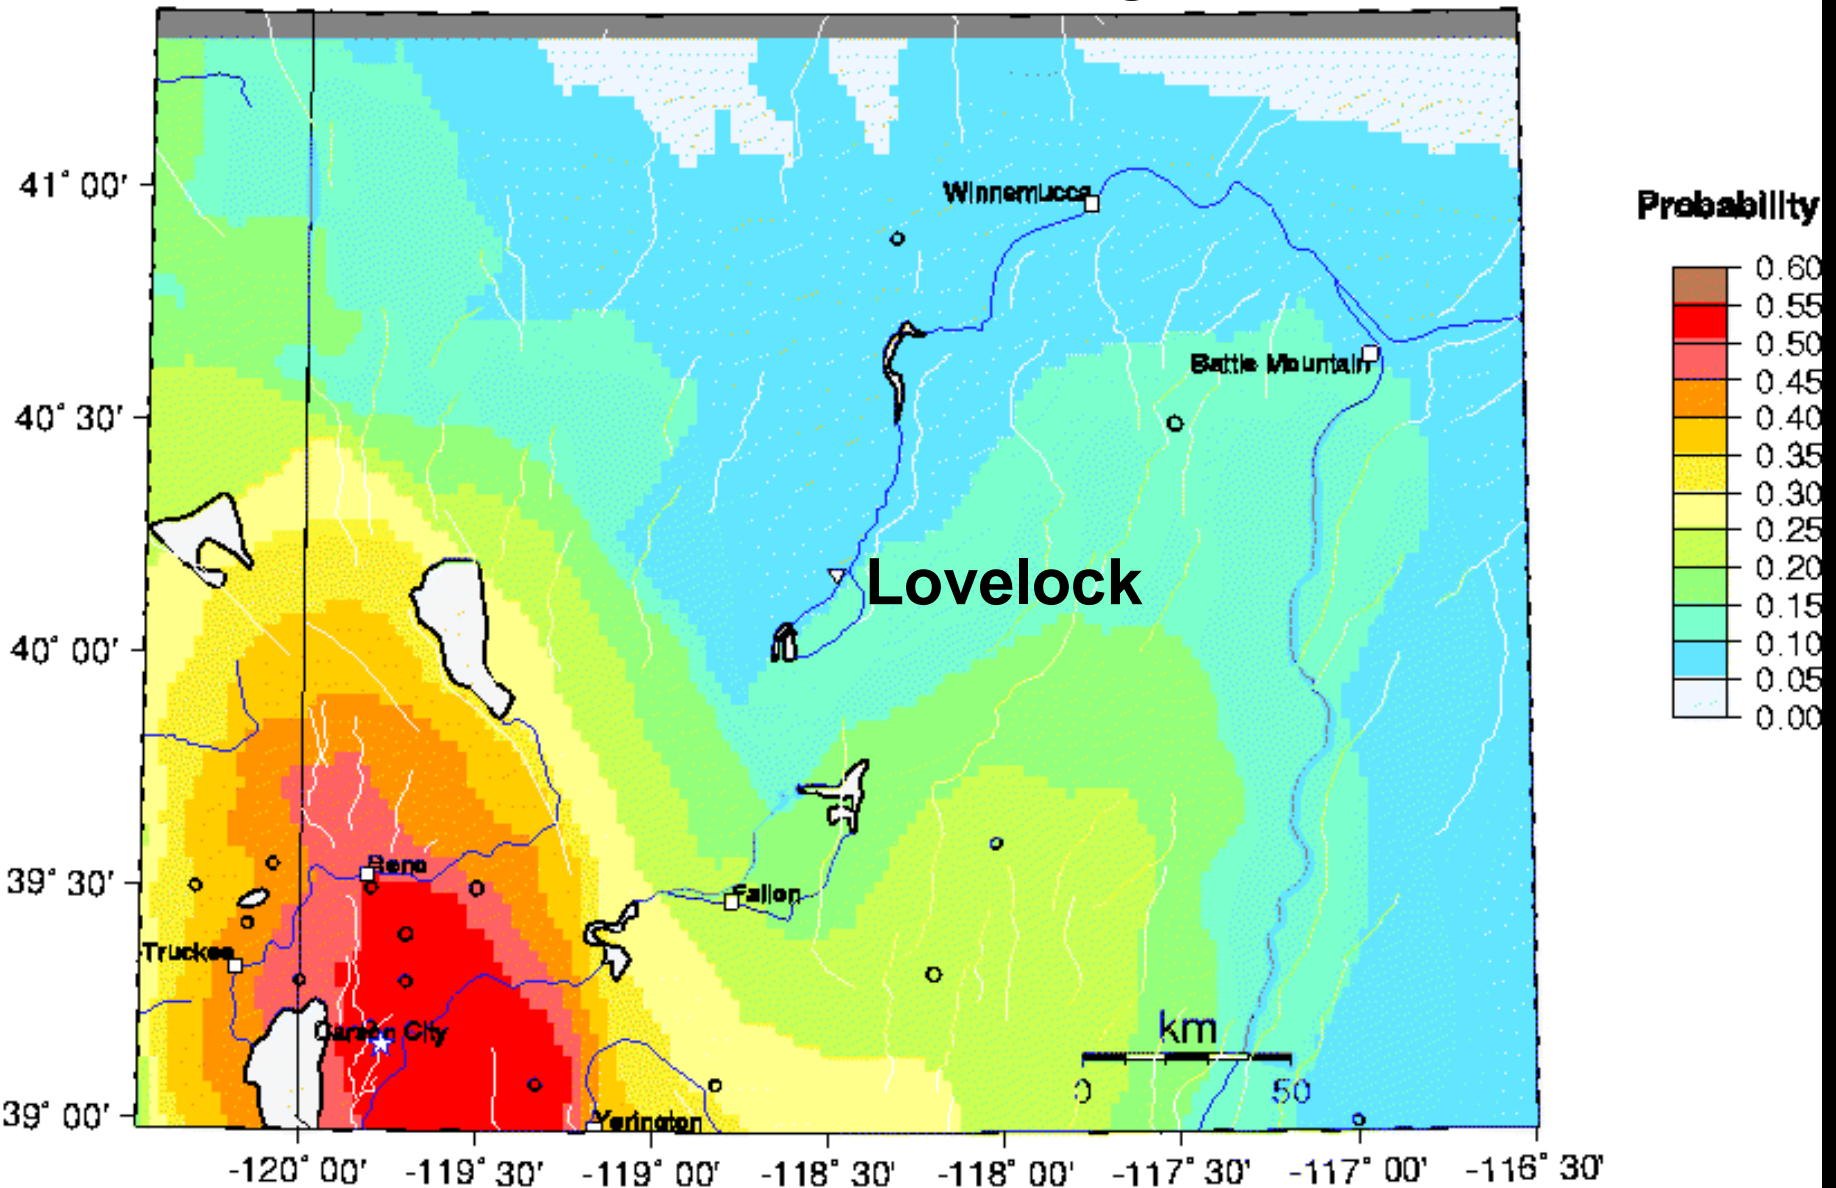 41° 00'
40° 30'
40° 00'
39° 30'
39° 00'
Winnemucca
Battle Mountain
Lovelock
Reno
Fallon
Truckee
Carson City
Yerington
km
0 50
-120° 00' -119° 30' -119° 00' -118° 30' -118° 00' -117° 30' -117° 00' -116° 30'
Probability
0.60
0.55
0.50
0.45
0.40
0.35
0.30
0.25
0.20
0.15
0.10
0.05
0.00